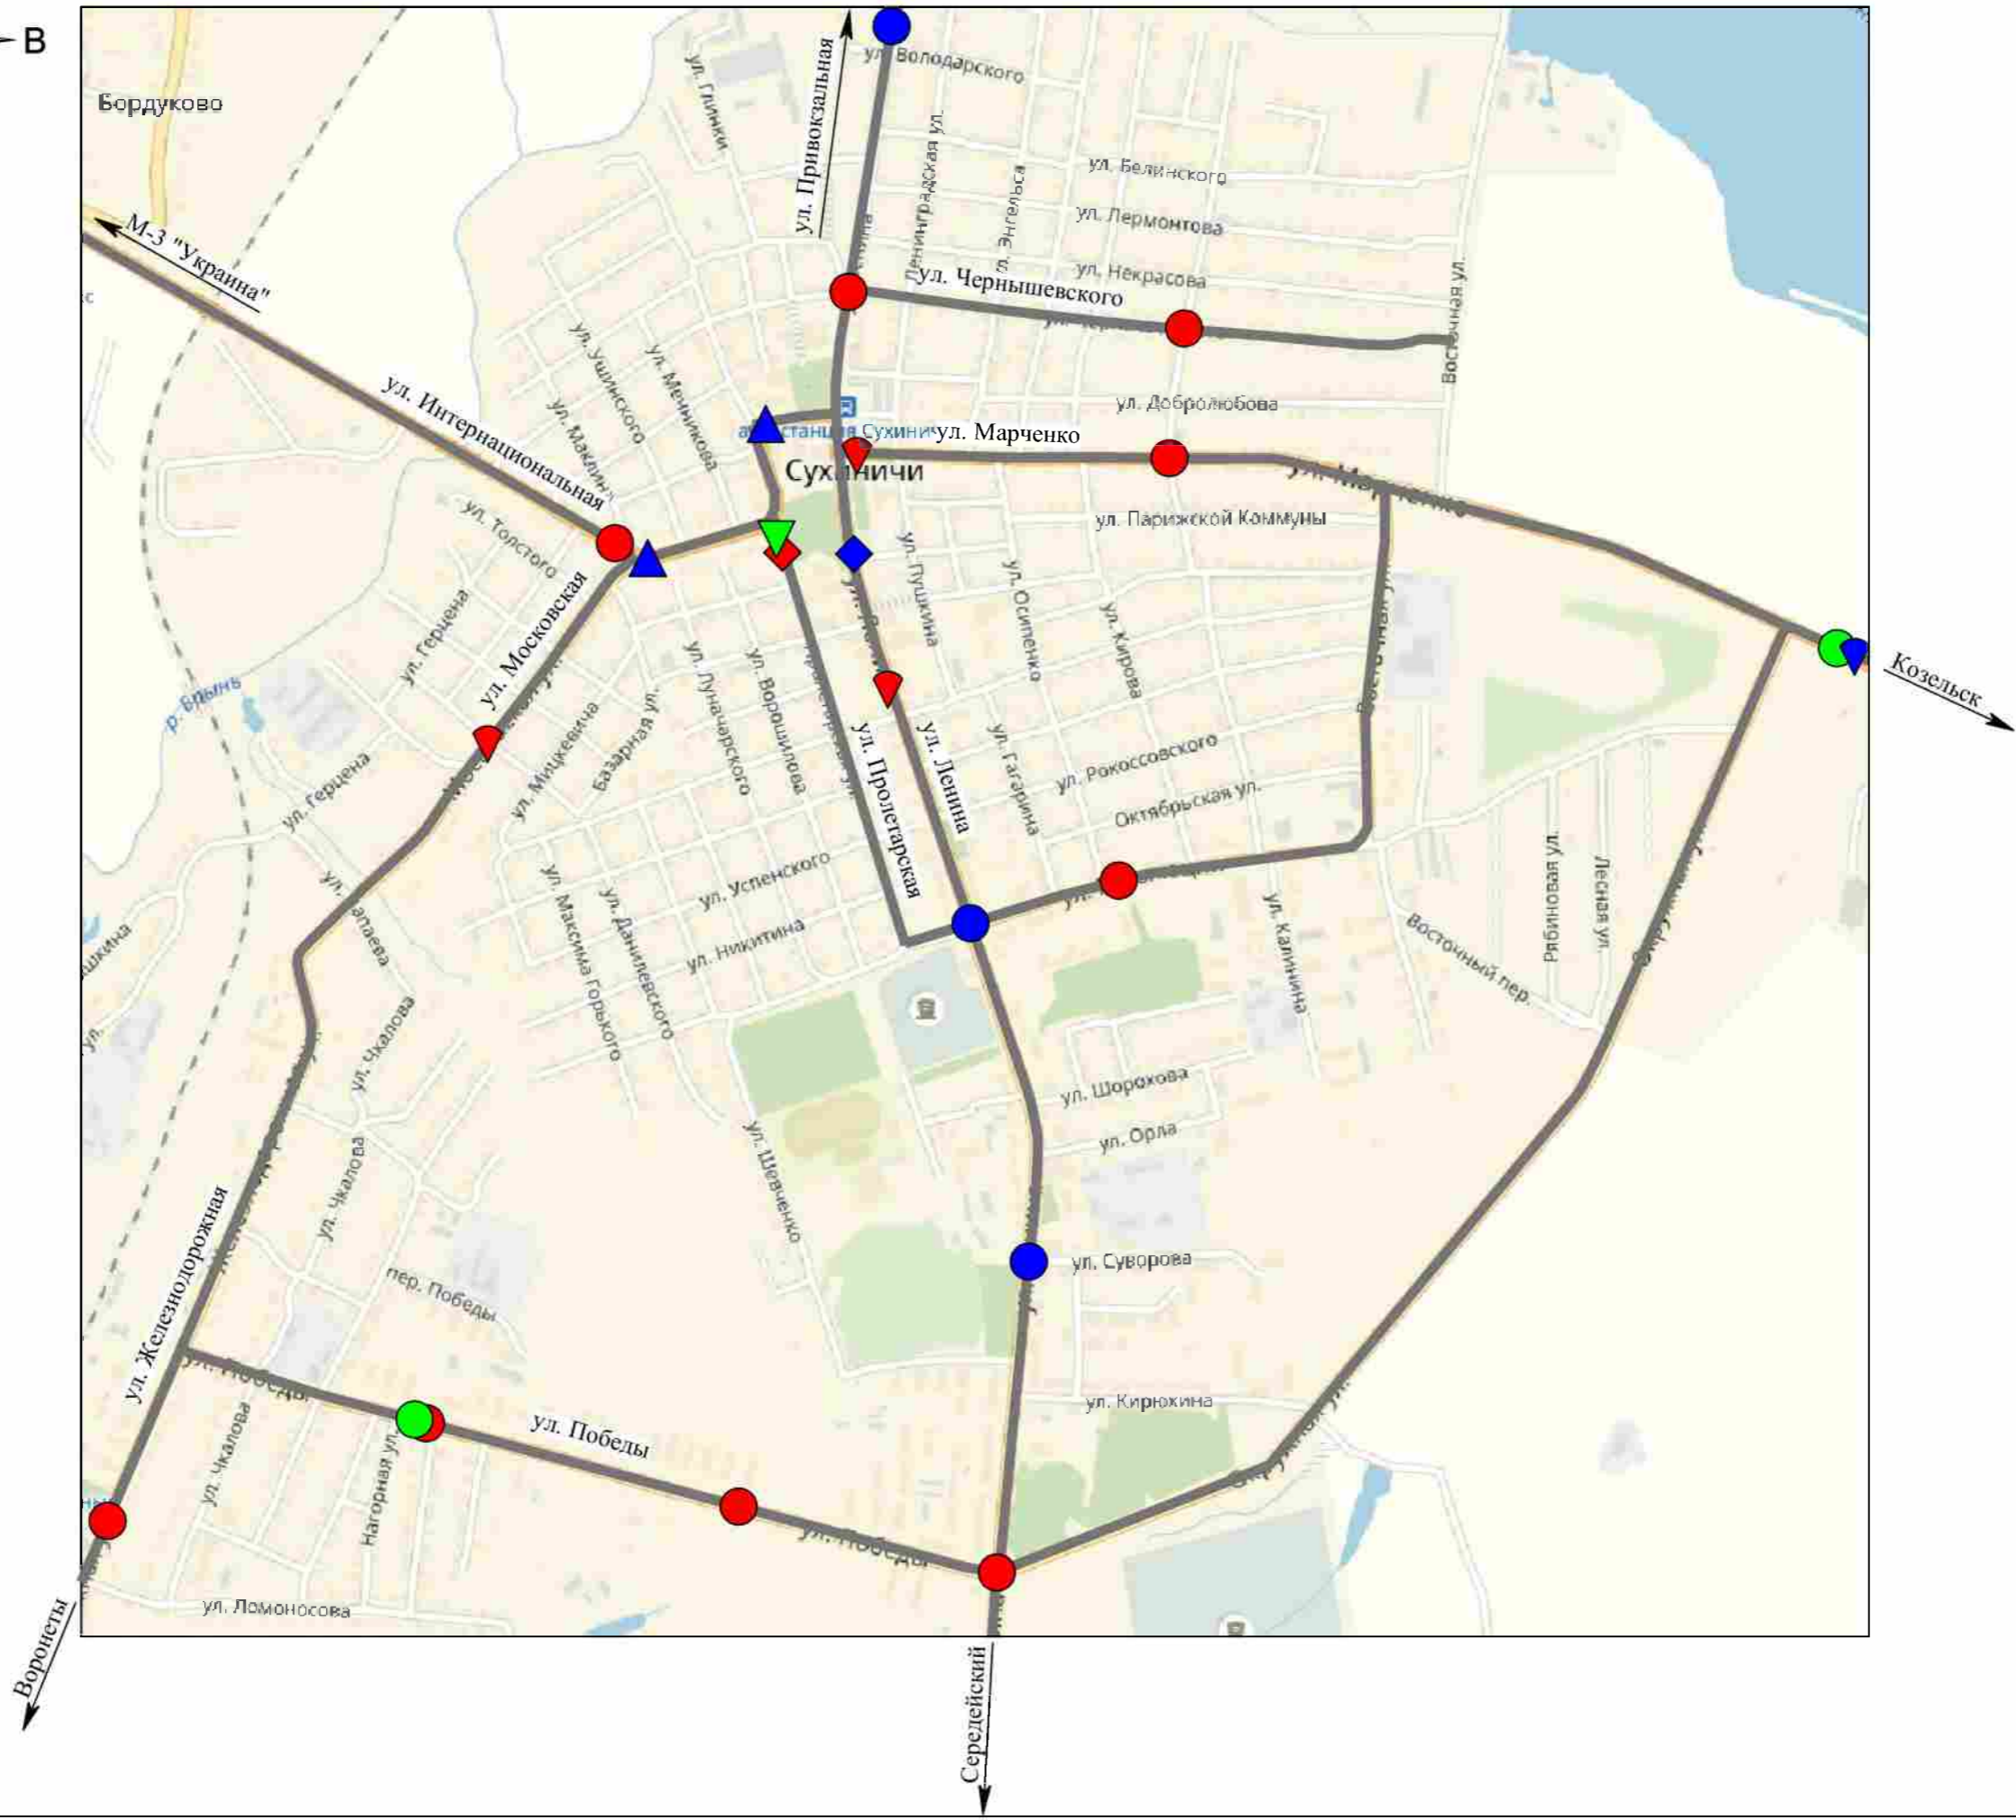 В
ул. Володарского
Бордуково
ул. Глинки
ул. Привокзальная
Ленинградская ул.
ул. Энгельса
ул. Белинского
ул. Лермонтова
ул. Некрасова
М-3 "Украина"
ул. Чернышевского
Восточная ул.
ул. Ушинского
ул. Интернациональная
ул. Добролюбова
ул. Марченко
Сухиничи
ул. Марченко
ул. Толстого
ул. Парижской Коммуны
ул. Герцена
ул. Московская
ул. Пушкина
ул. Осипенко
ул. Кирова
Козельск
ул. Луначарского
ул. Ворошилова
ул. Мицкевича
Базарная ул.
ул. Пролетарская
ул. Ленина
ул. Гагарина
ул. Рокоссовского
Октябрьская ул.
ул. Герцена
ул. Успенского
ул. Никитина
ул. Максима Горького
ул. Данилевского
ул. Калинина
Восточный пер.
Рябиновая ул.
Лесная ул.
ул. Чкалова
ул. Шорохова
ул. Орла
ул. Шевченко
ул. Чкалова
ул. Суворова
ул. Железнодорожная
пер. Победы
ул. Победы
ул. Кирюхина
ул. Победы
ул. Чкалова
Нагорная ул.
ул. Победы
ул. Ломоносова
Воронеты
Середейский